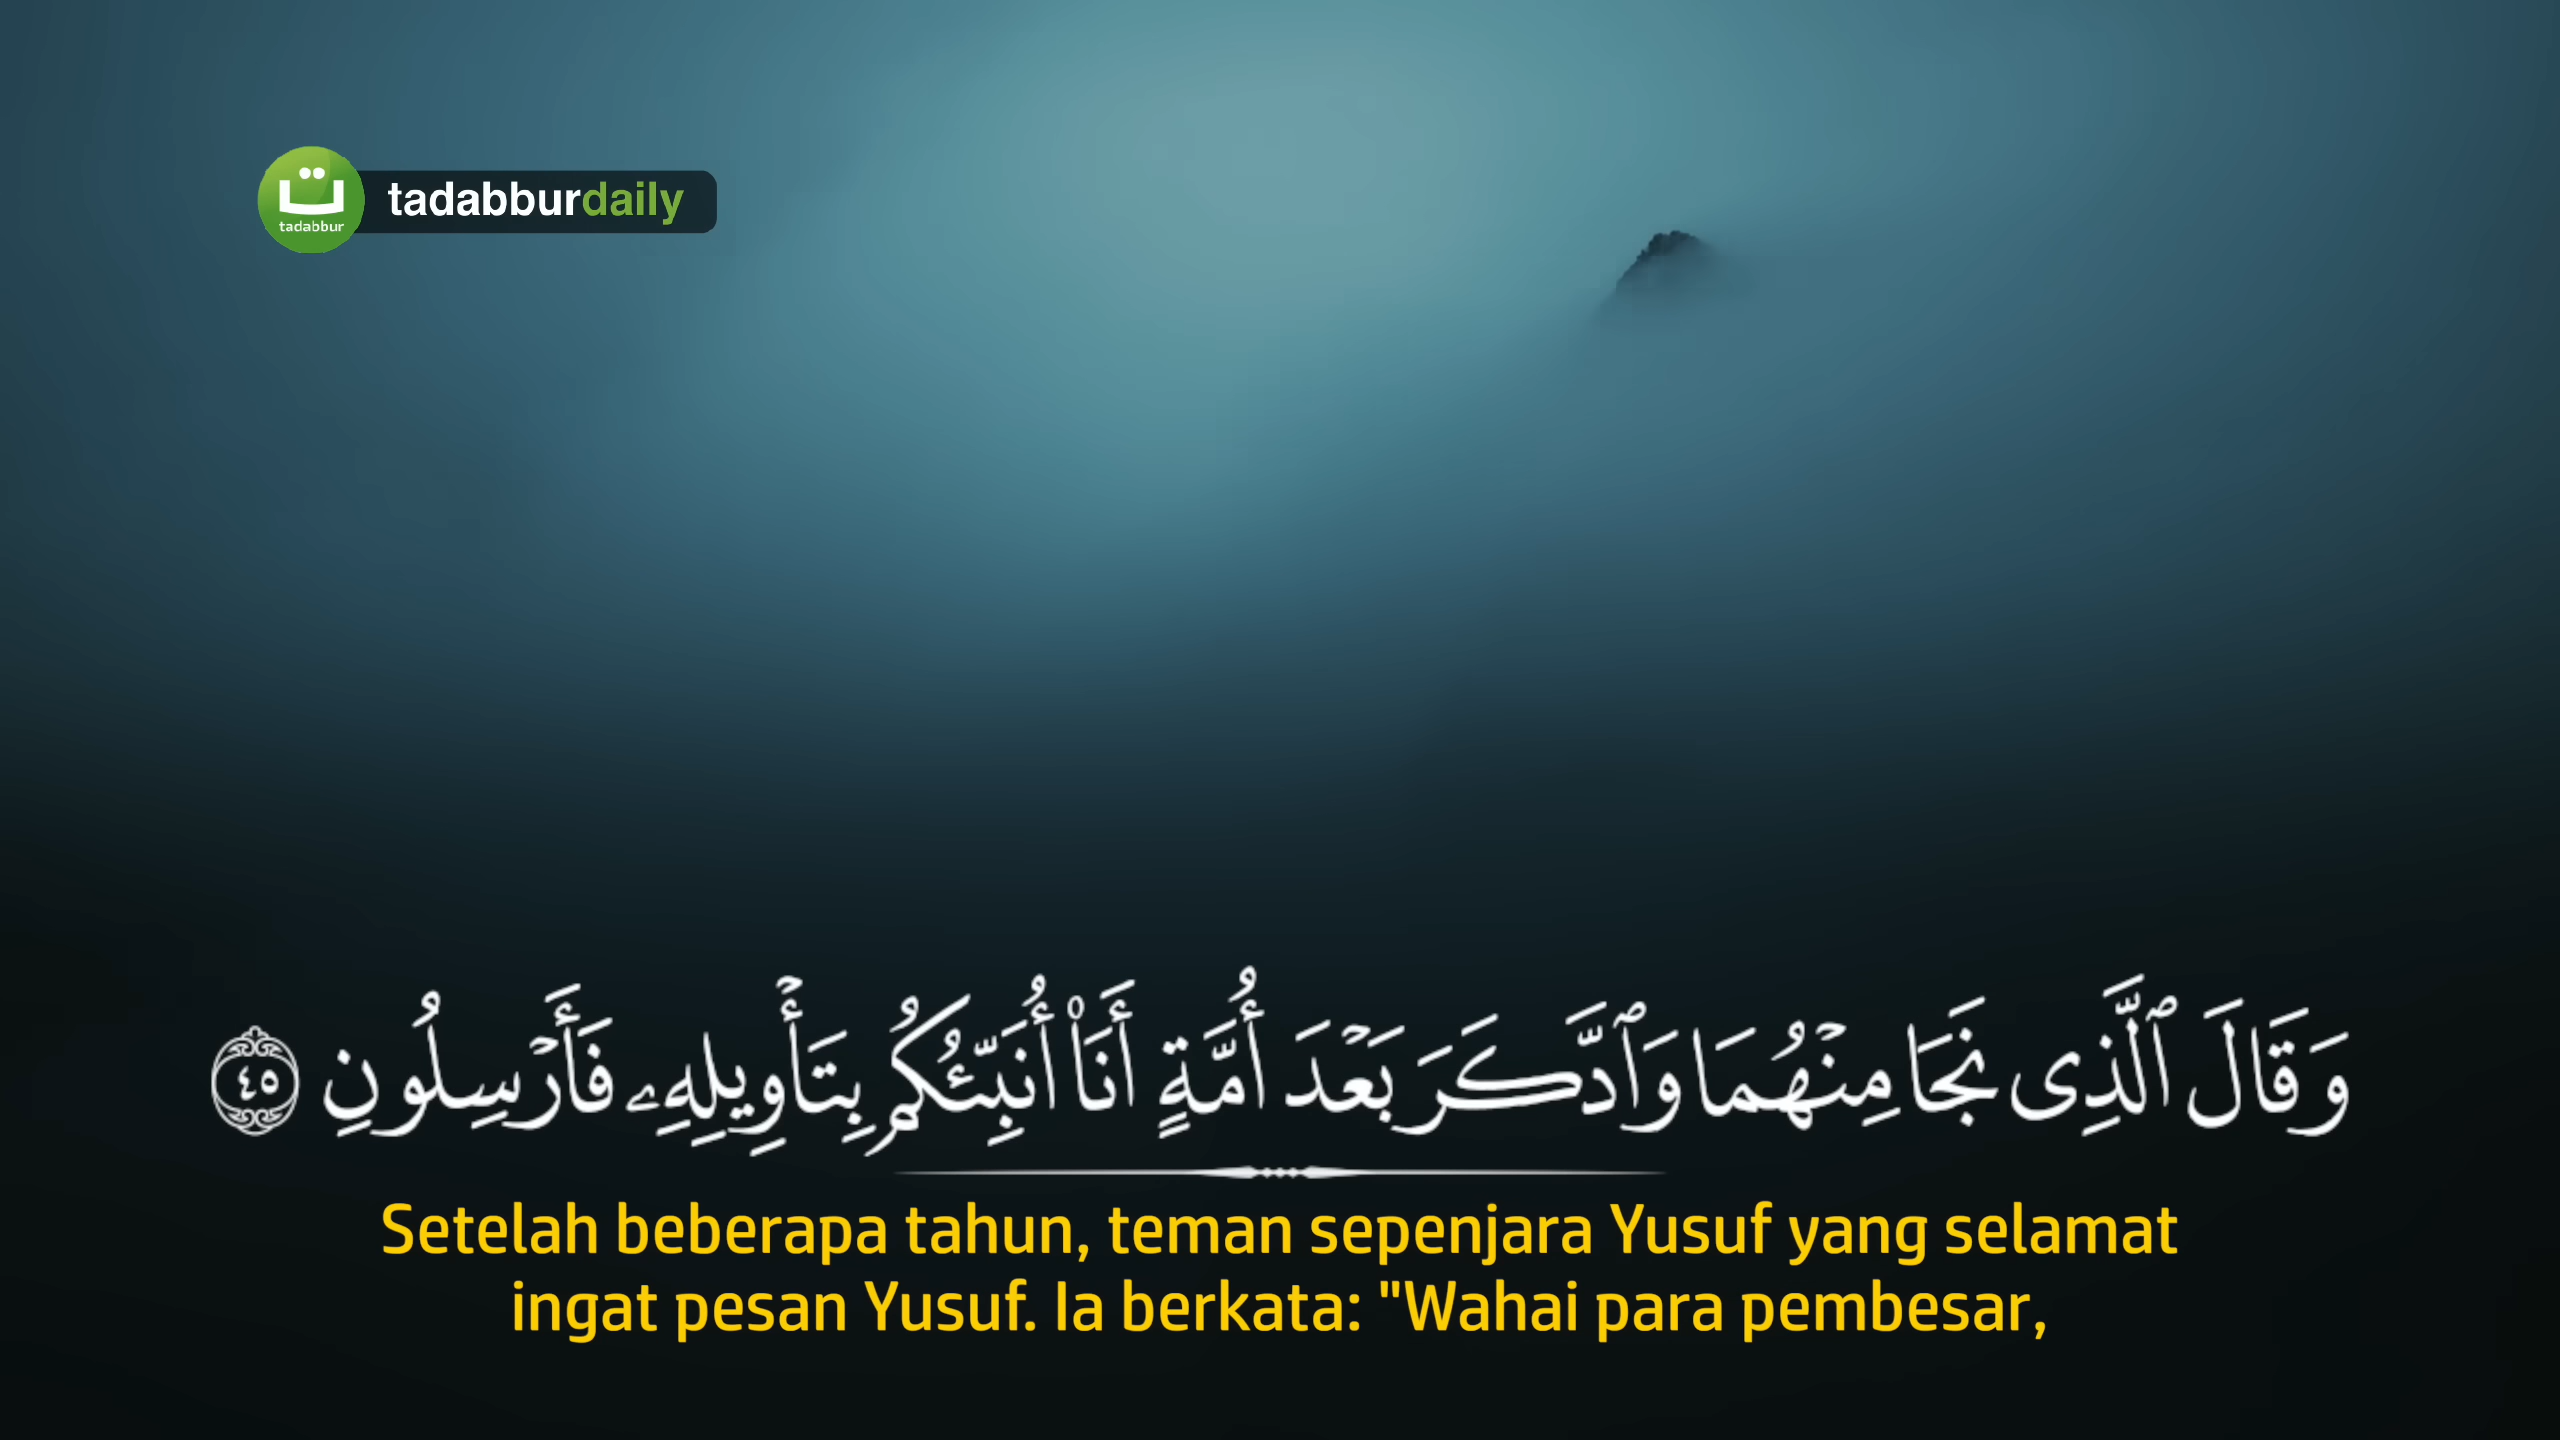 ت
tadabbur
tadabburdaily
وَقَالَ ٱلَّذِى نَجَا مِنْهُمَا وَٱدَّكَرَ بَعْدَ أُمَّةٍ أَنَا۠ أُنَبِّئُكُم بِتَأْوِيلِهِۦ فَأَرْسِلُونِ ٤٥
Setelah beberapa tahun, teman sepenjara Yusuf yang selamat
ingat pesan Yusuf. Ia berkata: "Wahai para pembesar,